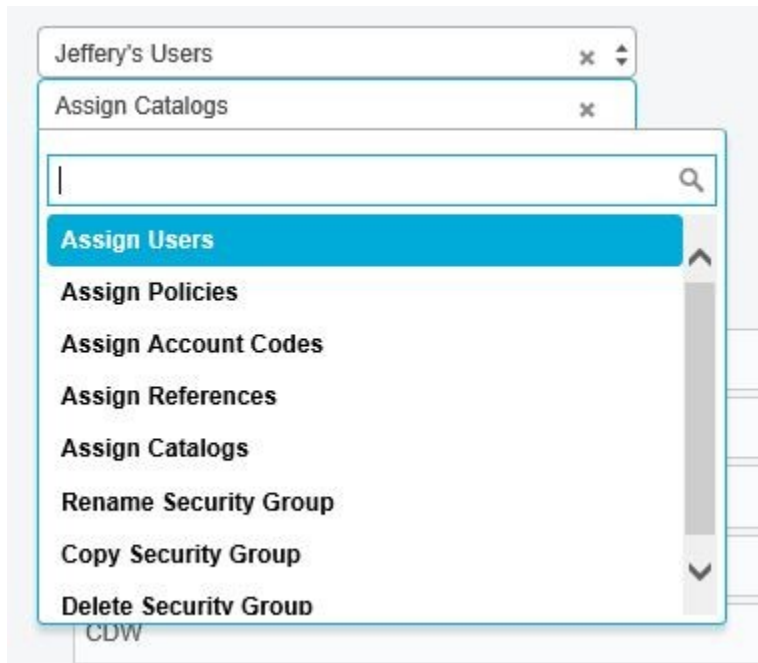 Jeffery's Users
Assign Catalogs
Assign Users
Assign Policies
Assign Account Codes
Assign References
Assign Catalogs
Rename Security Group
Copy Security Group
Delete Security Group
CDW